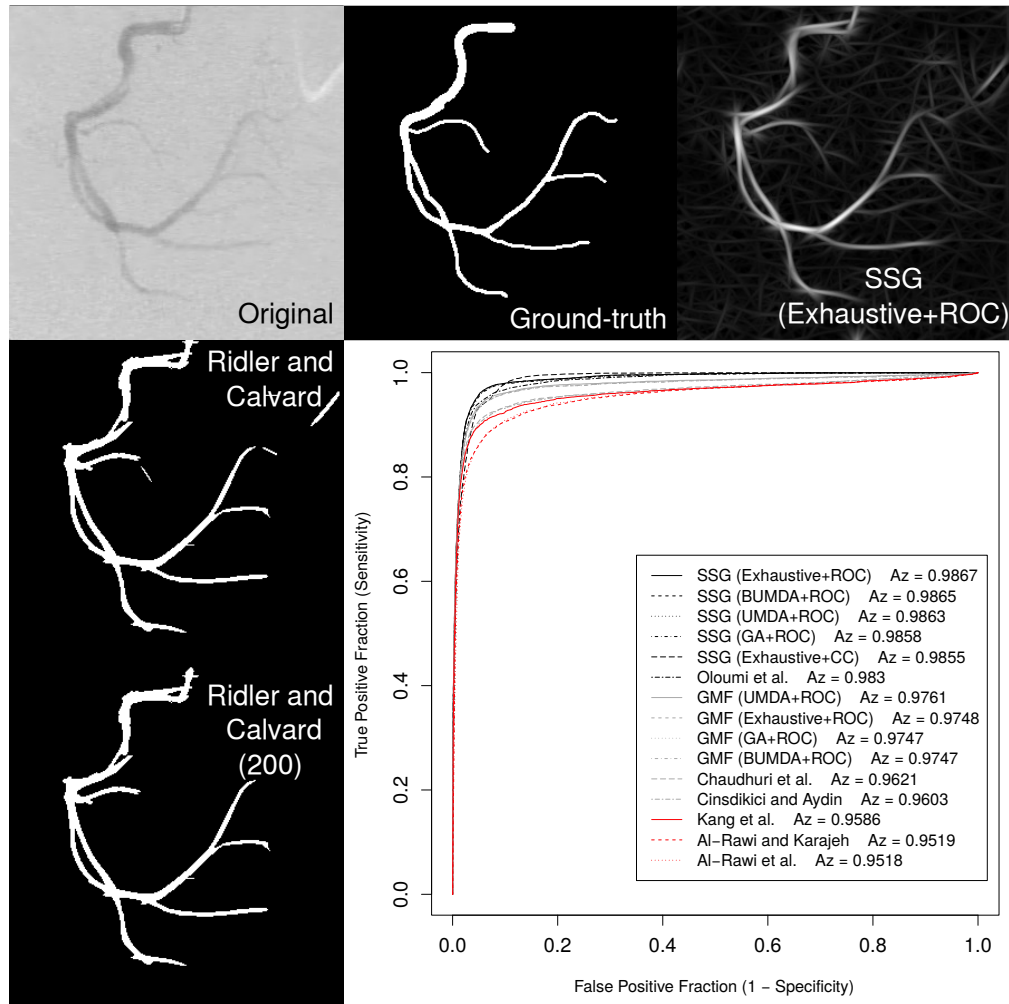 Original
Ground-truth
SSG
(Exhaustive+ROC)
Ridler and
Calvard
Ridler and
Calvard
(200)
True Positive Fraction (Sensitivity)
1.0
0.8
0.6
0.4
0.2
0.0
SSG (Exhaustive+ROC) Az = 0.9867
SSG (BUMDA+ROC) Az = 0.9865
SSG (UMDA+ROC) Az = 0.9863
SSG (GA+ROC) Az = 0.9858
SSG (Exhaustive+CC) Az = 0.9855
Oloumi et al. Az = 0.983
GMF (UMDA+ROC) Az = 0.9761
GMF (Exhaustive+ROC) Az = 0.9748
GMF (GA+ROC) Az = 0.9747
GMF (BUMDA+ROC) Az = 0.9747
Chaudhuri et al. Az = 0.9621
Cinsdikici and Aydin Az = 0.9603
Kang et al. Az = 0.9586
Al−Rawi and Karajeh Az = 0.9519
Al−Rawi et al. Az = 0.9518
0.0 0.2 0.4 0.6 0.8 1.0
False Positive Fraction (1 − Specificity)